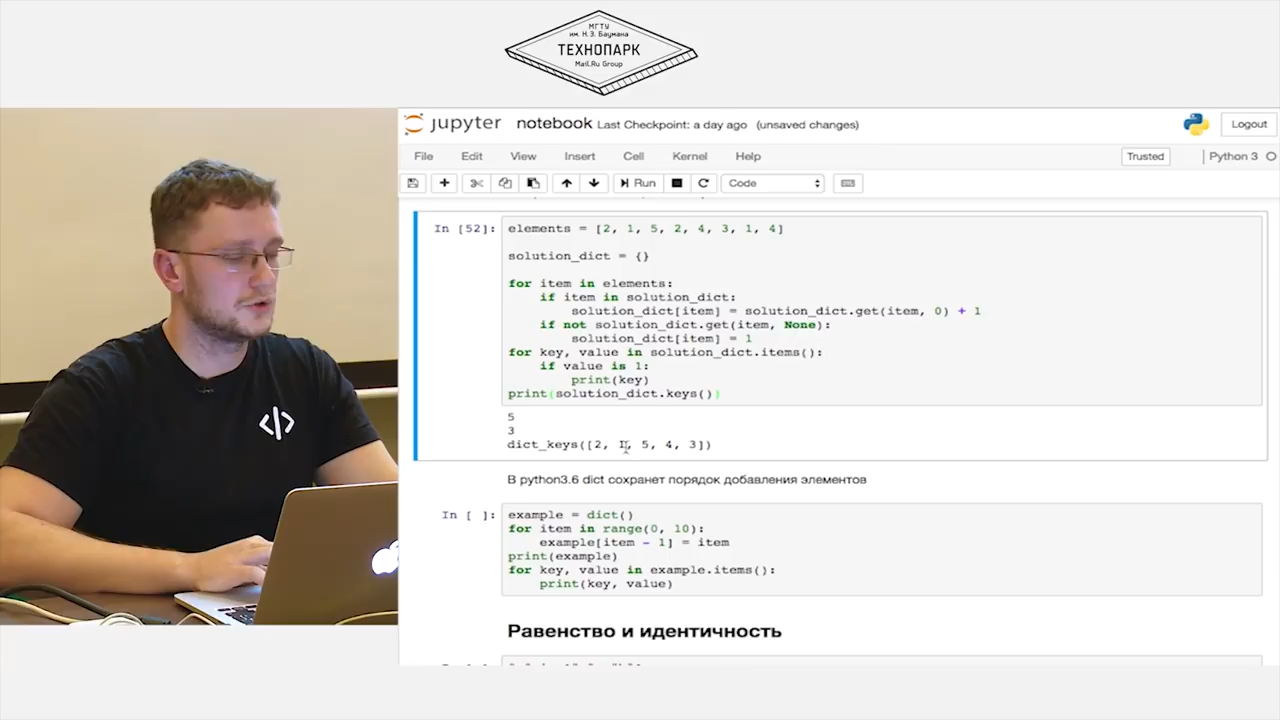 МГТУ
им. Н.Э. Баумана
ТЕХНОПАРК
Mail.Ru Group
jupyter notebook Last Checkpoint: a day ago (unsaved changes)
Logout
File Edit View Insert Cell Kernel Help
Trusted
Python 3
Run
Code
In [52]:
elements = [2, 1, 5, 2, 4, 3, 1, 4]
solution_dict = {}
for item in elements:
if item in solution_dict:
solution_dict[item] = solution_dict.get(item, 0) + 1
if not solution_dict.get(item, None):
solution_dict[item] = 1
for key, value in solution_dict.items():
if value is 1:
print(key)
print(solution_dict.keys())
5
3
dict_keys([2, 1, 5, 4, 3])
В python3.6 dict сохранет порядок добавления элементов
In [ ]:
example = dict()
for item in range(0, 10):
example[item - 1] = item
print(example)
for key, value in example.items():
print(key, value)
Равенство и идентичность